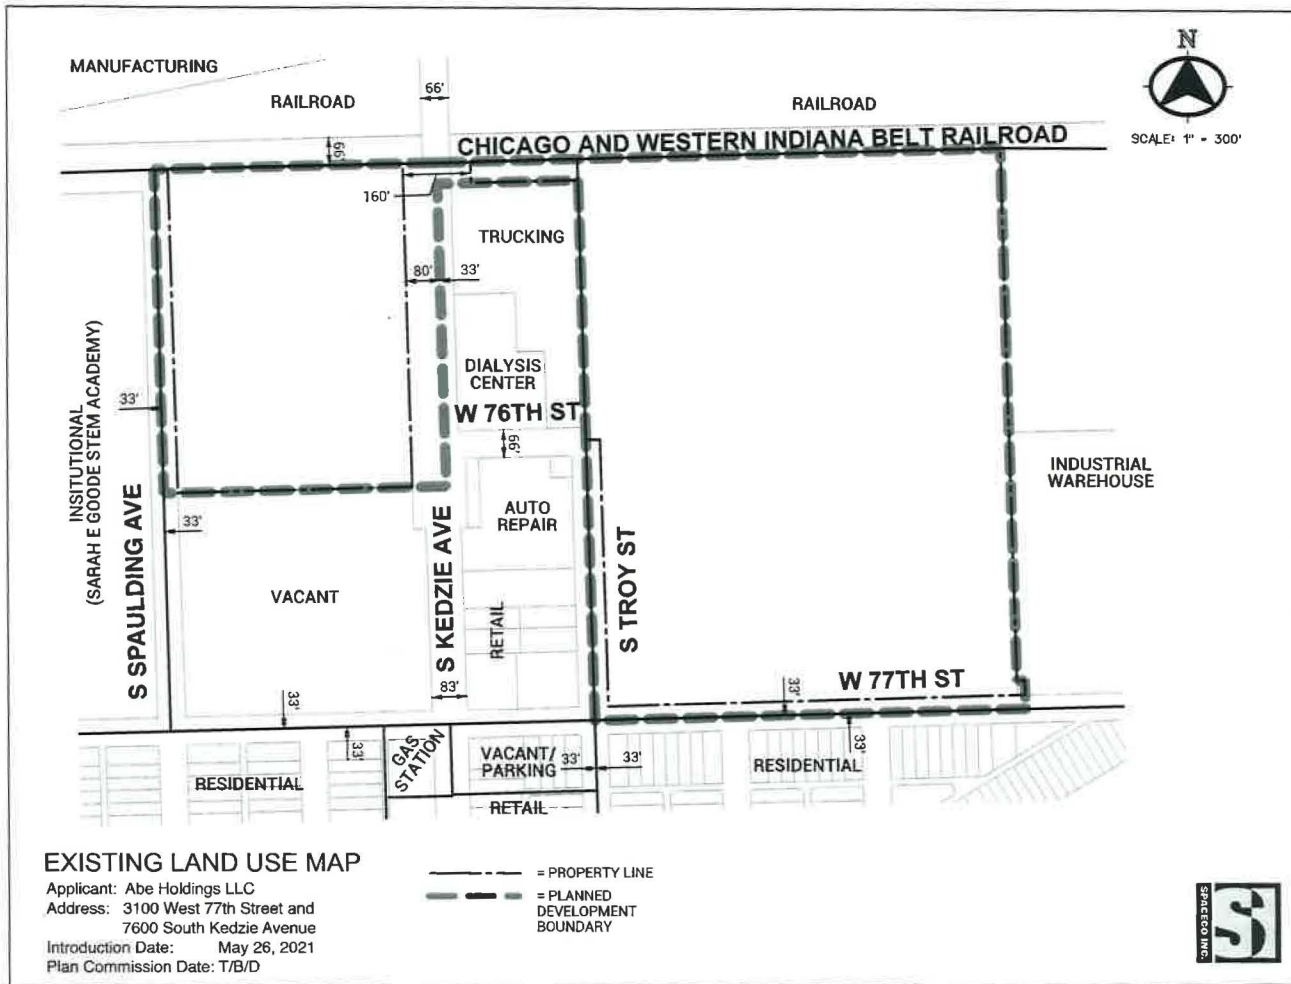 MANUFACTURING
RAILROAD
66'
RAILROAD
N
SCALE: 1" = 300'
66'
CHICAGO AND WESTERN INDIANA BELT RAILROAD
160'
TRUCKING
80'
33'
INSITUTIONAL
(SARAH E GOODE STEM ACADEMY)
33'
DIALYSIS
CENTER
W 76TH ST
66'
INDUSTRIAL
WAREHOUSE
S SPAULDING AVE
33'
AUTO
REPAIR
S KEDZIE AVE
S TROY ST
VACANT
RETAIL
W 77TH ST
83'
33'
33'
33'
GAS
STATION
VACANT/
PARKING
33'
33'
33'
RESIDENTIAL
RESIDENTIAL
RETAIL
EXISTING LAND USE MAP
Applicant: Abe Holdings LLC
Address: 3100 West 77th Street and
7600 South Kedzie Avenue
Introduction Date: May 26, 2021
Plan Commission Date: T/B/D
= PROPERTY LINE
= PLANNED
DEVELOPMENT
BOUNDARY
SPACECO INC.